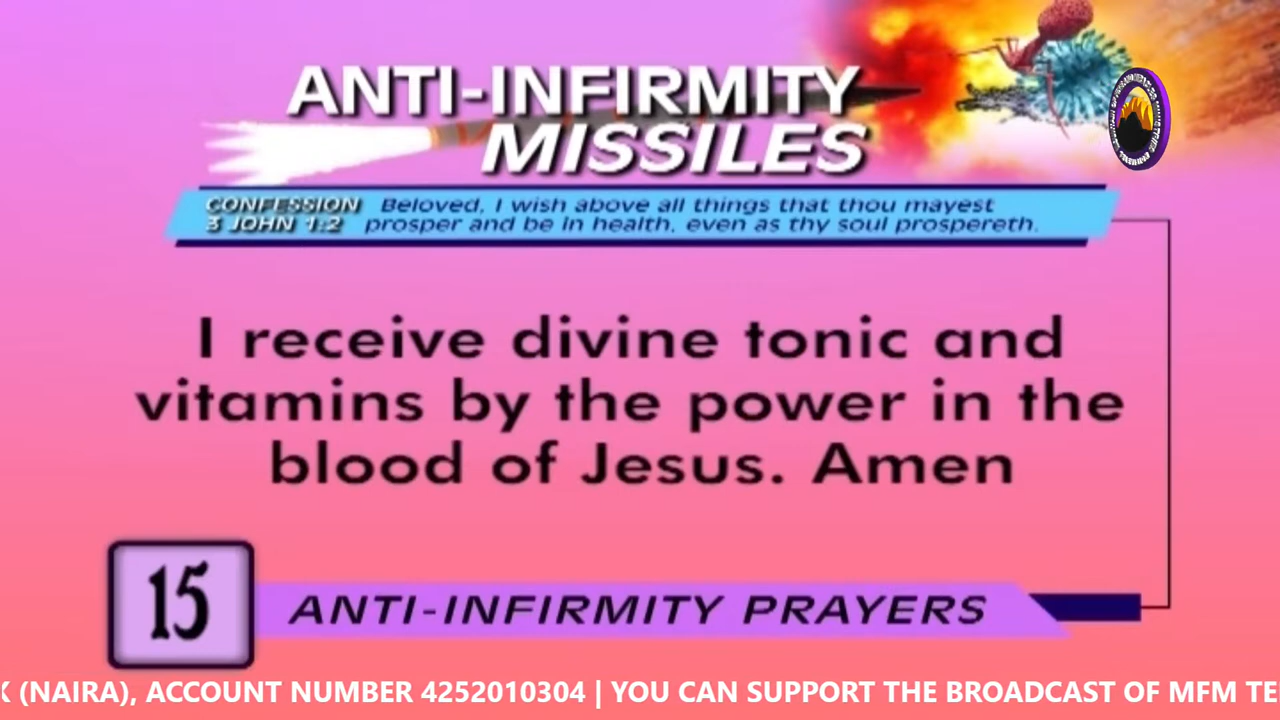 ANTI-INFIRMITY
MISSILES
CONFESSION Beloved, I wish above all things that thou mayest
3 JOHN 1:2 prosper and be in health, even as thy soul prospereth.
I receive divine tonic and
vitamins by the power in the
blood of Jesus. Amen
15
ANTI-INFIRMITY PRAYERS
(NAIRA), ACCOUNT NUMBER 4252010304 | YOU CAN SUPPORT THE BROADCAST OF MFM